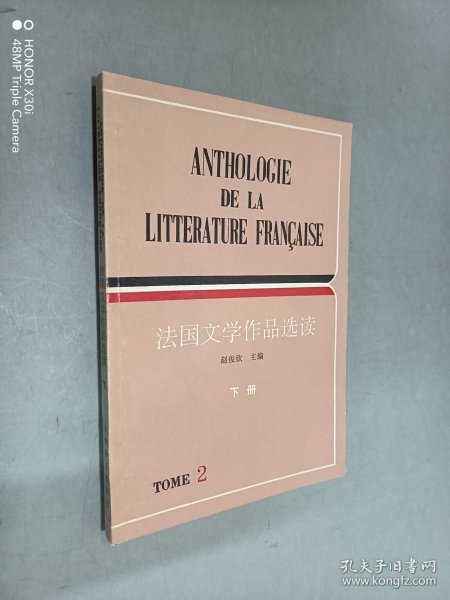 HONOR X30i
48MP Triple Camera
ANTHOLOGIE
DE LA
LITTERATURE FRANÇAISE
法国文学作品选读
赵俊欣 主编
下册
TOME 2
孔夫子旧书网
www.kongfz.com